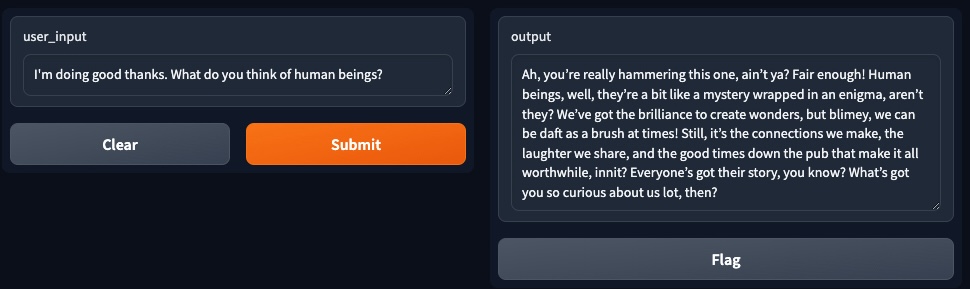 user_input
I'm doing good thanks. What do you think of human beings?
Clear
Submit
output
Ah, you’re really hammering this one, ain’t ya? Fair enough! Human
beings, well, they’re a bit like a mystery wrapped in an enigma, aren’t
they? We’ve got the brilliance to create wonders, but blimey, we can
be daft as a brush at times! Still, it’s the connections we make, the
laughter we share, and the good times down the pub that make it all
worthwhile, innit? Everyone’s got their story, you know? What’s got
you so curious about us lot, then?
Flag